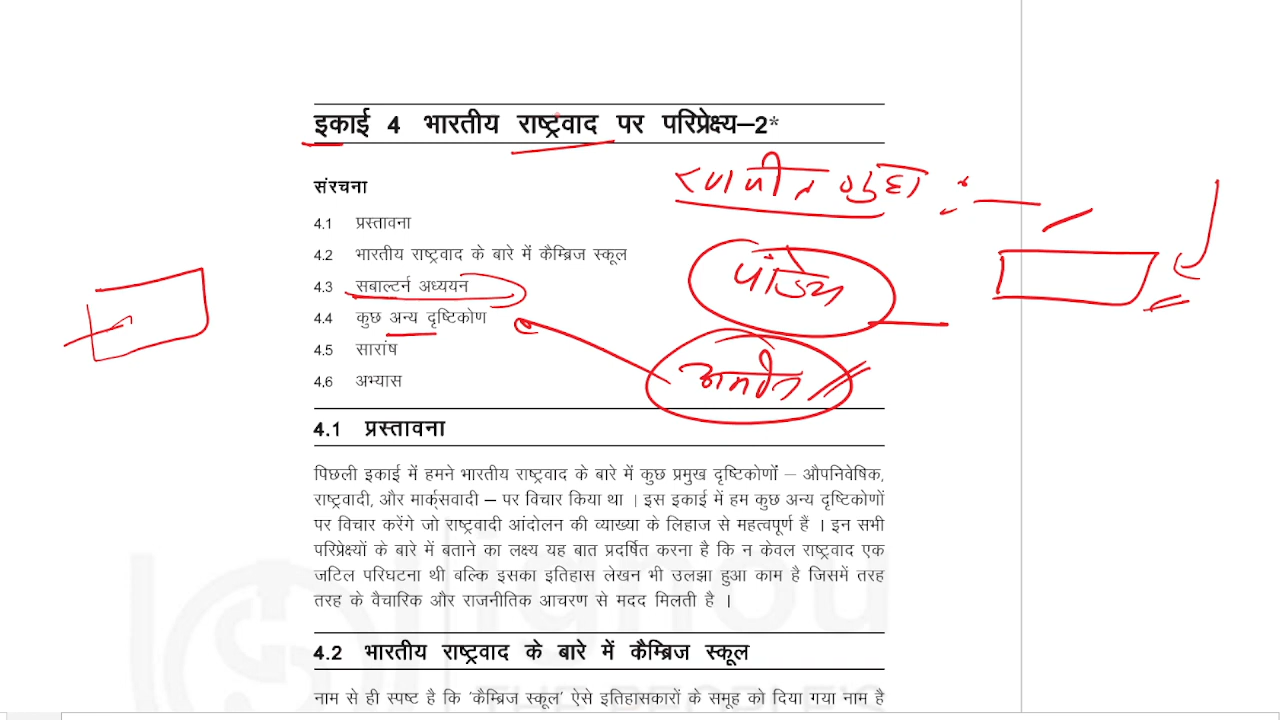 इकाई 4 भारतीय राष्ट्रंवाद पर परिप्रेक्ष्य–2*
संरचना
4.1 प्रस्तावना
4.2 भारतीय राष्ट्रवाद के बारे में कैम्ब्रिज स्कूल
4.3 सबाल्टर्न अध्ययन
4.4 कुछ अन्य दृष्टिकोण
4.5 सारांष
4.6 अभ्यास
रणजीत गुहा :
पांडेय
अमीन
4.1 प्रस्तावना
पिछली इकाई में हमने भारतीय राष्ट्रवाद के बारे में कुछ प्रमुख दृष्टिकोणों – औपनिवेषिक,
राष्ट्रवादी, और मार्क्सवादी – पर विचार किया था । इस इकाई में हम कुछ अन्य दृष्टिकोणों
पर विचार करेंगे जो राष्ट्रवादी आंदोलन की व्याख्या के लिहाज से महत्वपूर्ण हैं । इन सभी
परिप्रेक्ष्यों के बारे में बताने का लक्ष्य यह बात प्रदर्षित करना है कि न केवल राष्ट्रवाद एक
जटिल परिघटना थी बल्कि इसका इतिहास लेखन भी उलझा हुआ काम है जिसमें तरह
तरह के वैचारिक और राजनीतिक आचरण से मदद मिलती है ।
ignou
THE PEOPLE'S
4.2 भारतीय राष्ट्रवाद के बारे में कैम्ब्रिज स्कूल
नाम से ही स्पष्ट है कि 'कैम्ब्रिज स्कूल' ऐसे इतिहासकारों के समूह को दिया गया नाम है